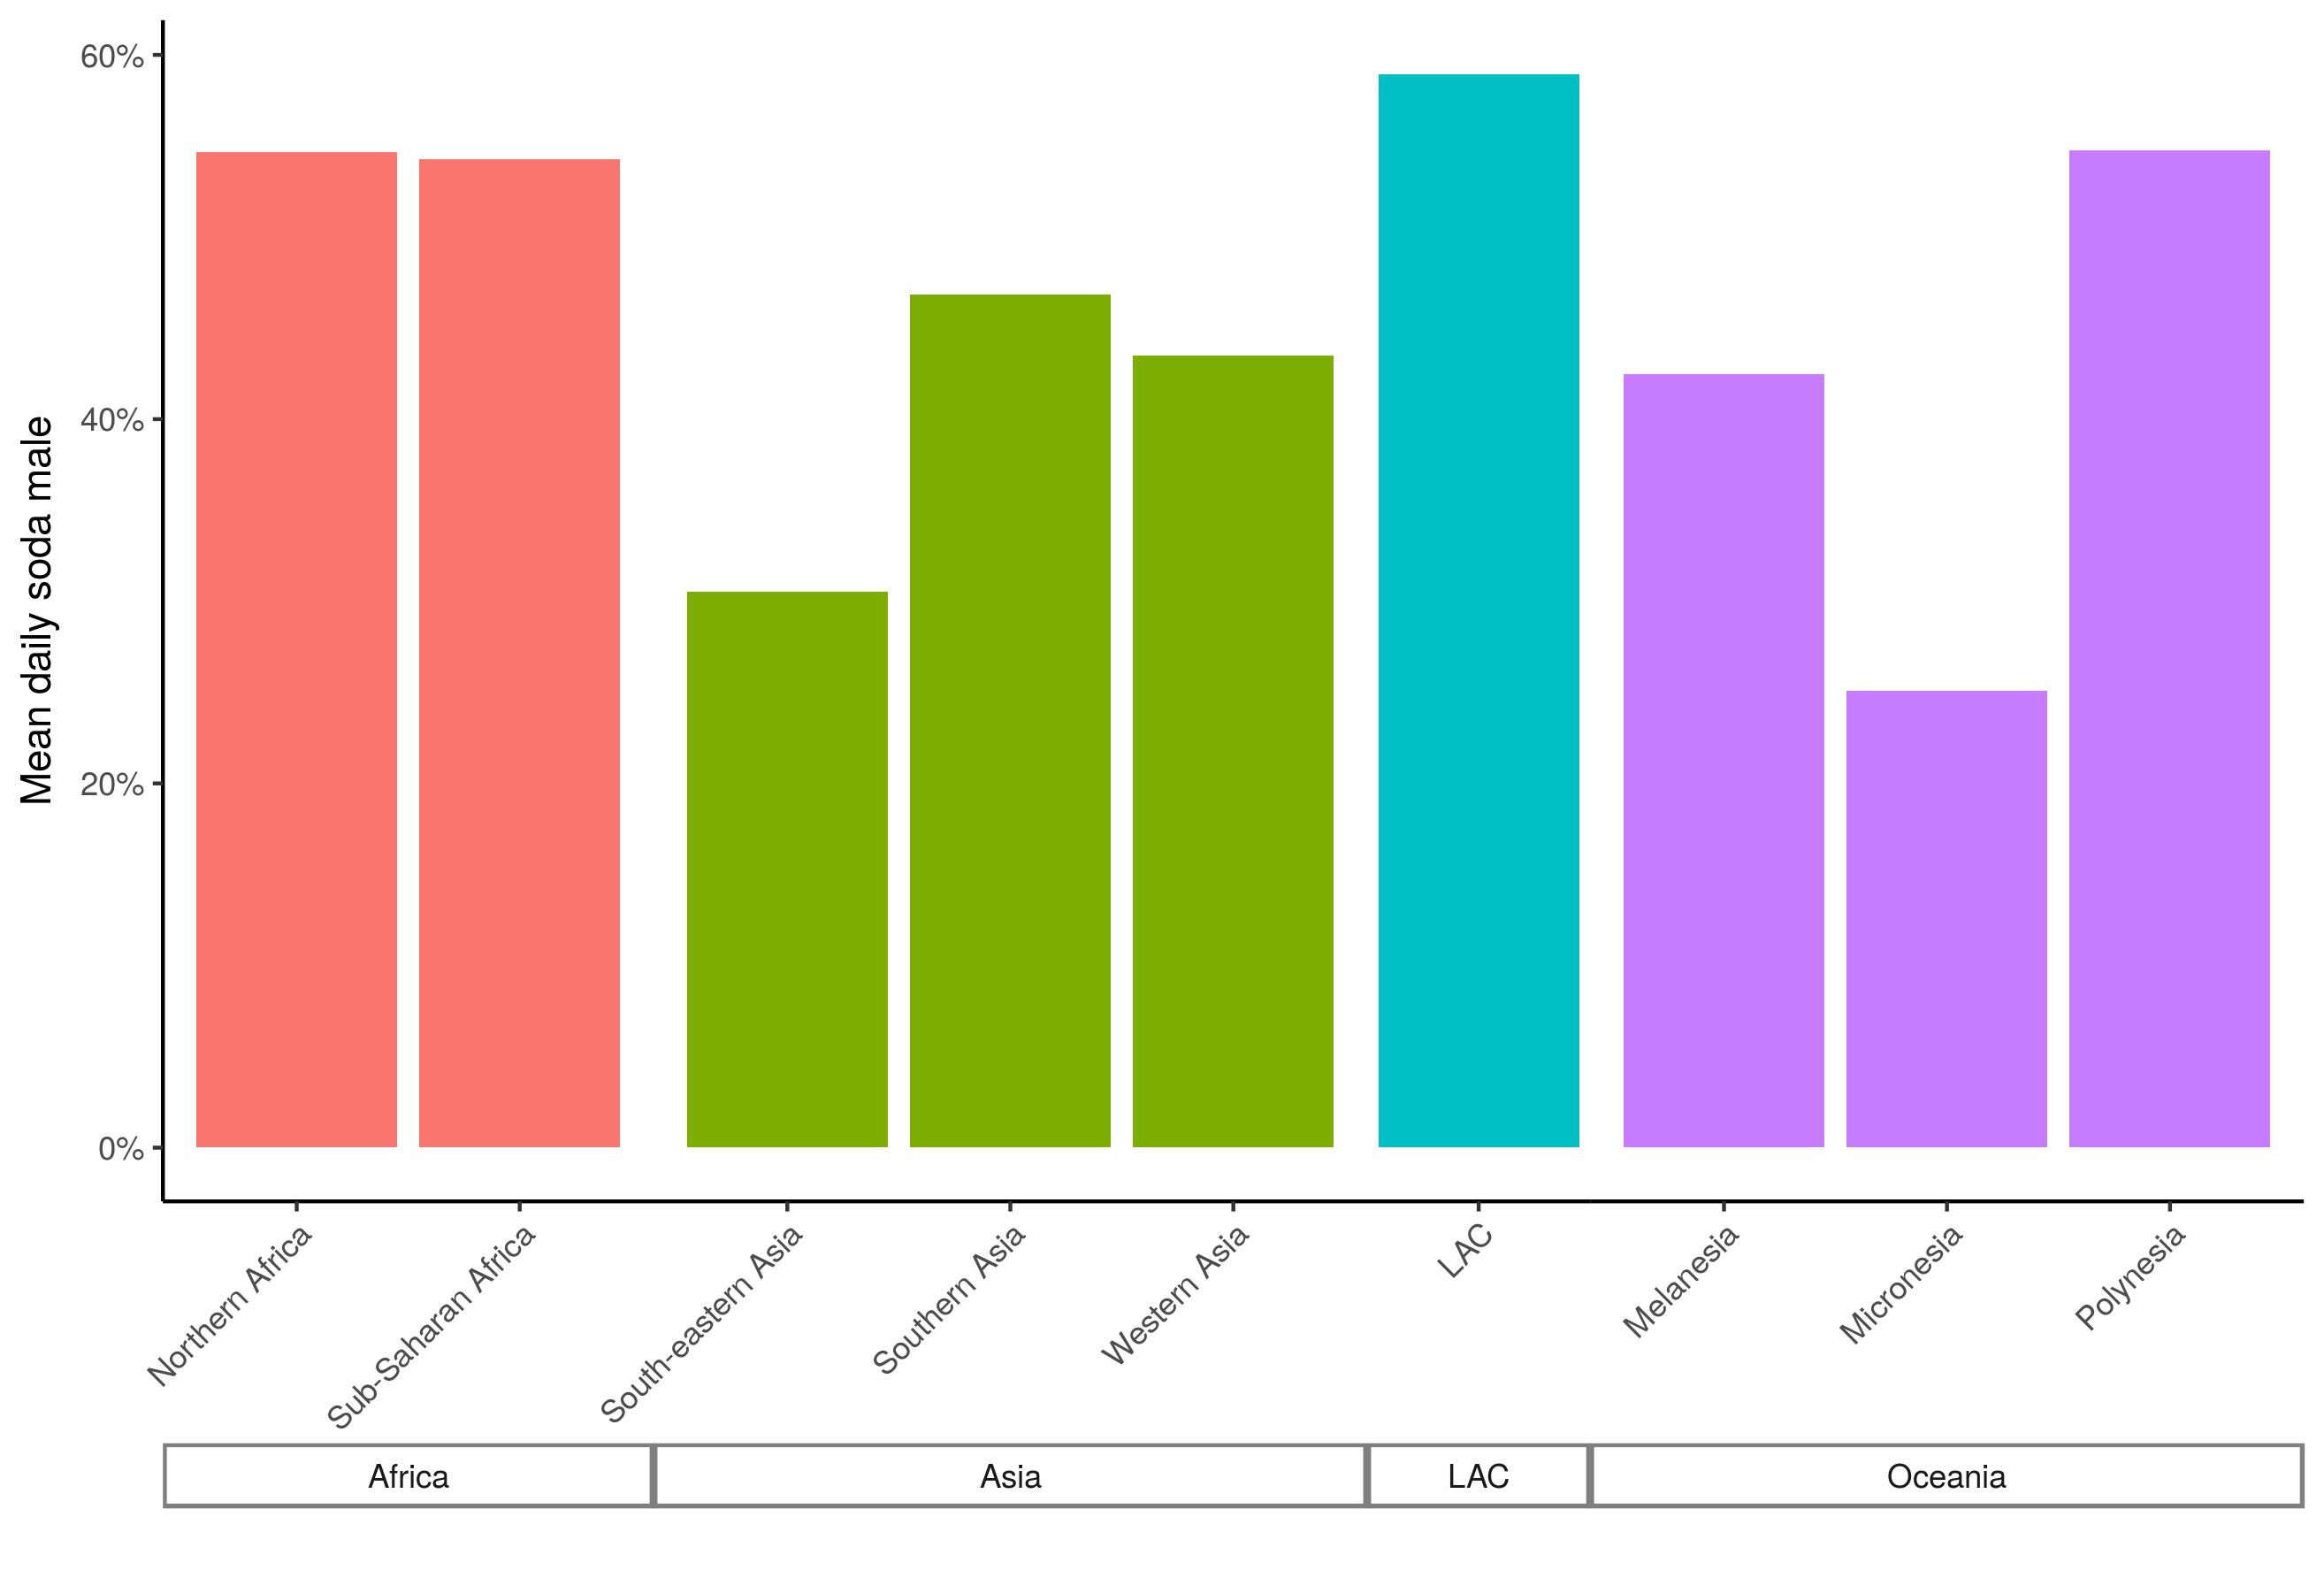 Mean daily soda male
60%
40%
20%
0%
Northern Africa
Sub-Saharan Africa
South-eastern Asia
Southern Asia
Western Asia
LAC
Melanesia
Micronesia
Polynesia
Africa
Asia
LAC
Oceania